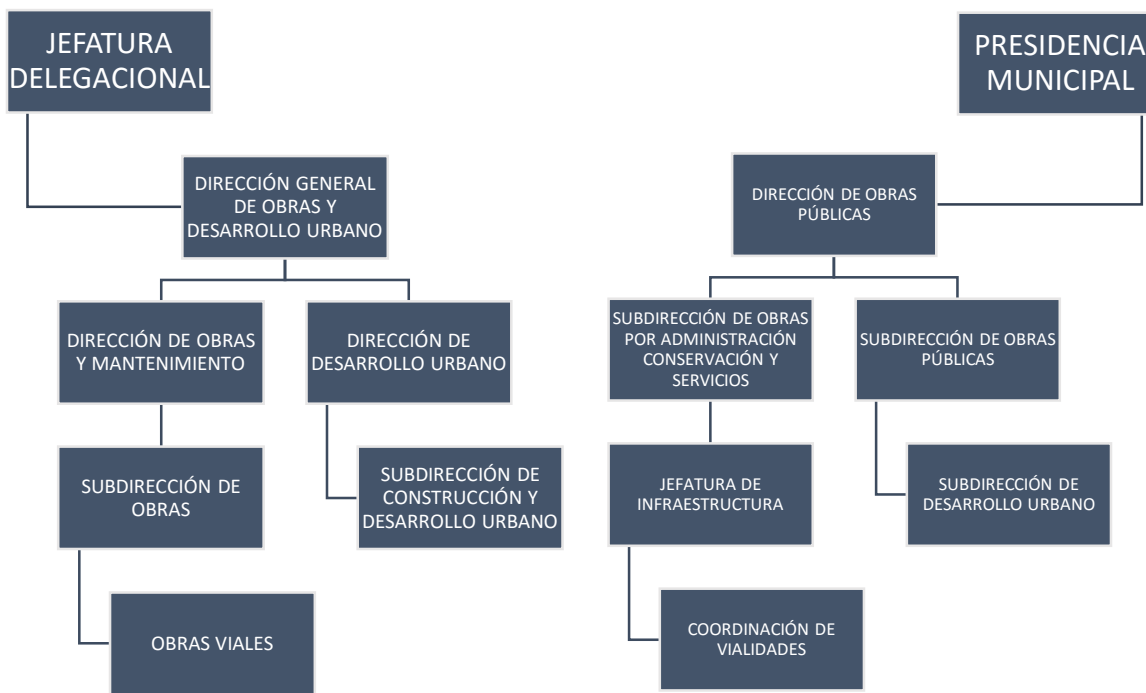 JEFATURA
DELEGACIONAL
DIRECCIÓN GENERAL
DE OBRAS Y
DESARROLLO URBANO
DIRECCIÓN DE OBRAS
Y MANTENIMIENTO
DIRECCIÓN DE
DESARROLLO URBANO
SUBDIRECCIÓN DE
OBRAS
SUBDIRECCIÓN DE
CONSTRUCCIÓN Y
DESARROLLO URBANO
OBRAS VIALES
PRESIDENCIA
MUNICIPAL
DIRECCIÓN DE OBRAS
PÚBLICAS
SUBDIRECCIÓN DE OBRAS
POR ADMINISTRACIÓN
CONSERVACIÓN Y
SERVICIOS
SUBDIRECCIÓN DE OBRAS
PÚBLICAS
JEFATURA DE
INFRAESTRUCTURA
SUBDIRECCIÓN DE
DESARROLLO URBANO
COORDINACIÓN DE
VIALIDADES